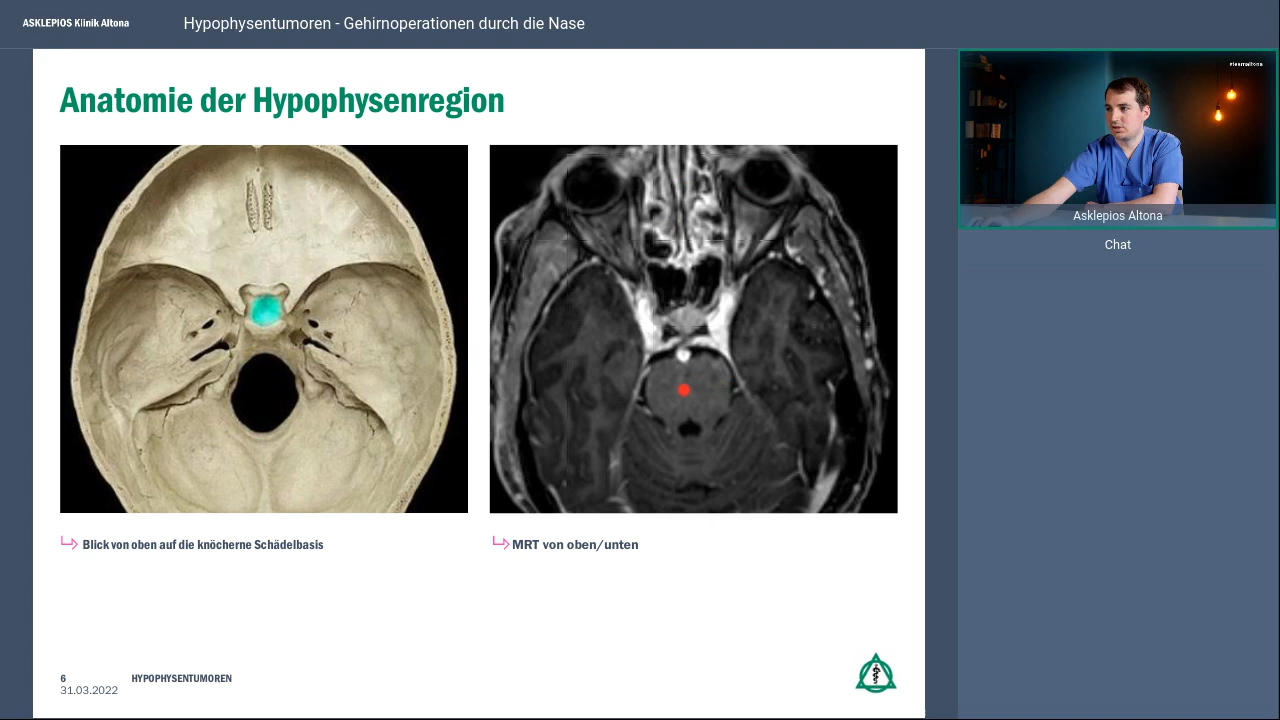 ASKLEPIOS Klinik Altona
Hypophysentumoren - Gehirnoperationen durch die Nase
Anatomie der Hypophysenregion
Blick von oben auf die knöcherne Schädelbasis
MRT von oben/unten
6 HYPOPHYSENTUMOREN
31.03.2022
#teamaltona
Asklepios Altona
Chat